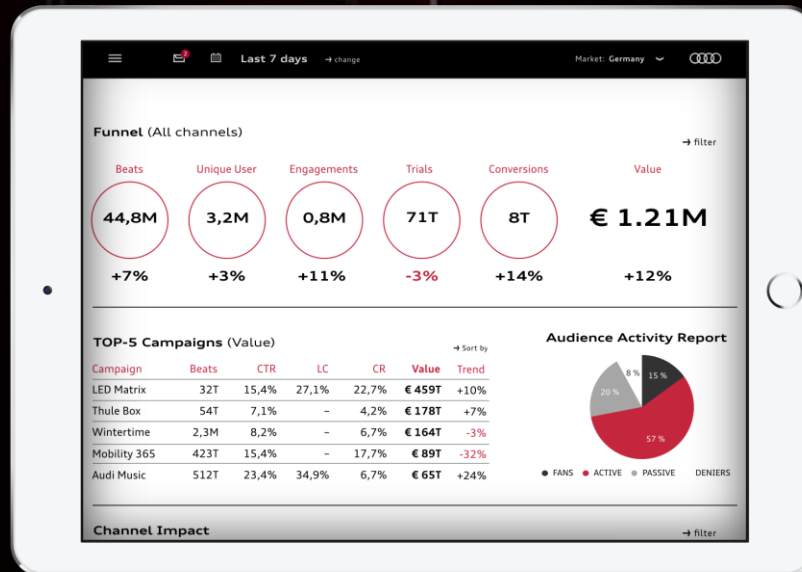 2
Last 7 days → change
Market: Germany
Funnel (All channels)
→ filter
Beats Unique User Engagements Trials Conversions Value
44,8M 3,2M 0,8M 71T 8T € 1.21M
+7% +3% +11% -3% +14% +12%
TOP-5 Campaigns (Value)
→ Sort by
Campaign Beats CTR LC CR Value Trend
LED Matrix 32T 15,4% 27,1% 22,7% € 459T +10%
Thule Box 54T 7,1% – 4,2% € 178T +7%
Wintertime 2,3M 8,2% – 6,7% € 164T -3%
Mobility 365 423T 15,4% – 17,7% € 89T -32%
Audi Music 512T 23,4% 34,9% 6,7% € 65T +24%
Audience Activity Report
8 % 15 %
20 %
57 %
FANS ACTIVE PASSIVE DENIERS
Channel Impact
→ filter